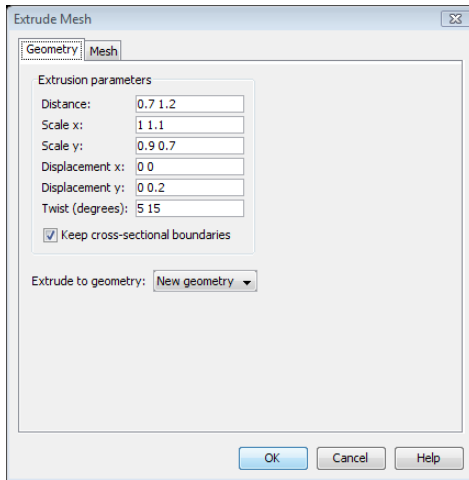 Extrude Mesh
Geometry Mesh
Extrusion parameters
Distance: 0.7 1.2
Scale x: 1 1.1
Scale y: 0.9 0.7
Displacement x: 0 0
Displacement y: 0 0.2
Twist (degrees): 5 15
Keep cross-sectional boundaries
Extrude to geometry: New geometry
OK Cancel Help